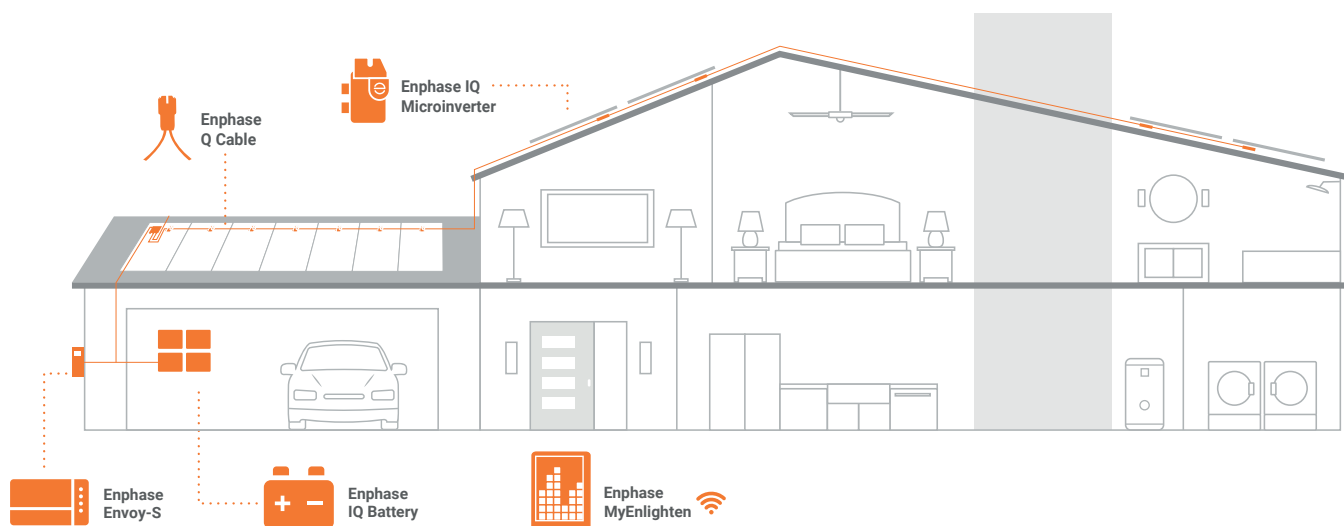 Enphase IQ
Microinverter
Enphase
Q Cable
Enphase
Envoy-S
Enphase
IQ Battery
Enphase
MyEnlighten